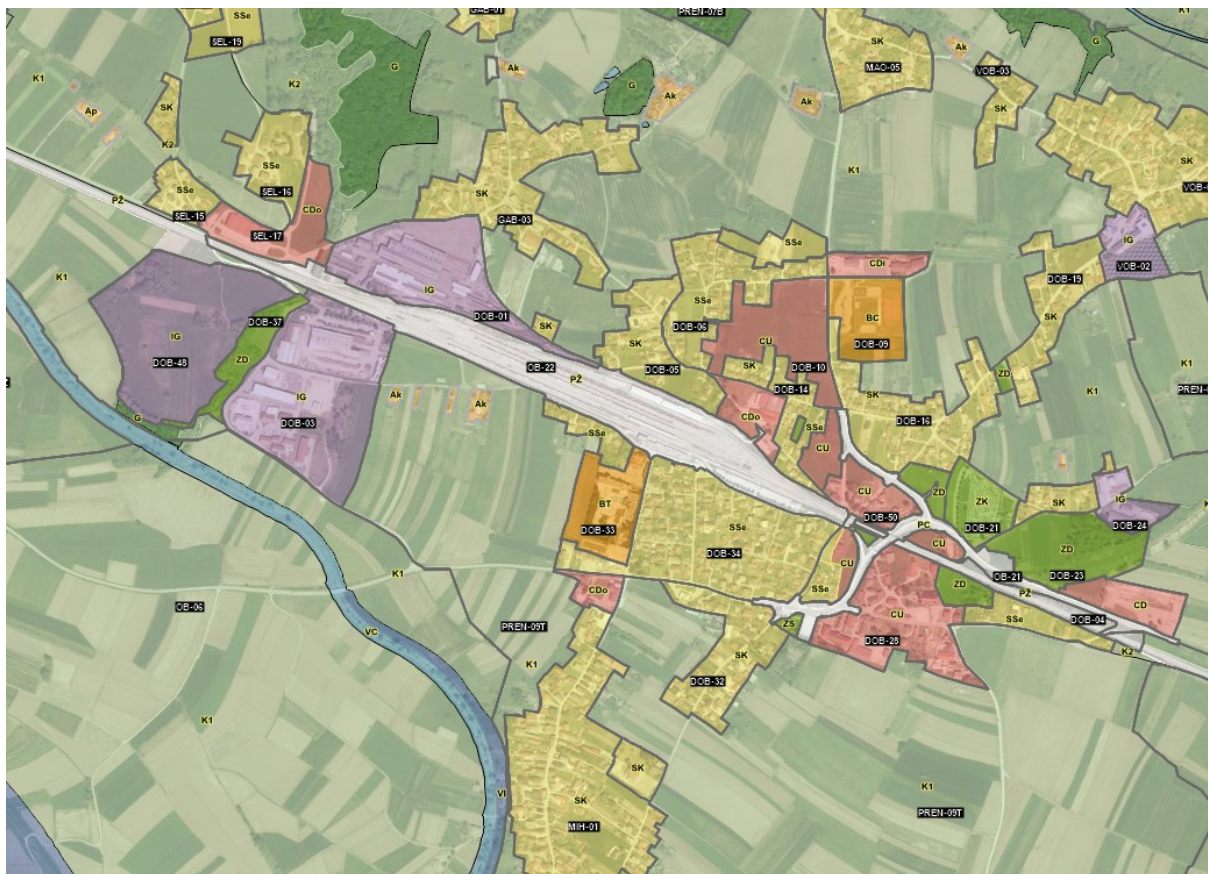 GAB-01
K1
SSe
SEL-19
PREN-07B
SK
MAO-05
G
Ak
VOB-03
K1
K2
G
Ak
G
Ak
Ak
Ap
SK
SK
K2
SSe
SEL-16
SK
K1
SK
PŽ
SSe
SEL-15
CDo
SEL-17
SK
GAB-03
SSe
CDi
DOB-19
IG
VOB-02
K1
IG
DOB-01
SK
SSe
DOB-06
BC
DOB-09
SK
DOB-37
IG
DOB-48
ZD
SK
DOB-05
CU
SK
DOB-10
DOB-14
OB-22
PŽ
ZD
K1
K1
IG
DOB-03
Ak
Ak
SK
DOB-16
G
CDo
SSe
SSe
CU
BT
DOB-33
CU
DOB-50
ZD
ZK
DOB-21
SK
IG
DOB-24
SSe
DOB-34
PC
CU
ZD
DOB-23
OB-21
CU
SSe
ZD
PŽ
CD
DOB-04
K1
CDo
OB-06
VC
PREN-09T
K1
ZS
CU
DOB-28
SSe
K2
SK
DOB-32
K1
SK
SK
MIH-01
VI
K1
PREN-09T